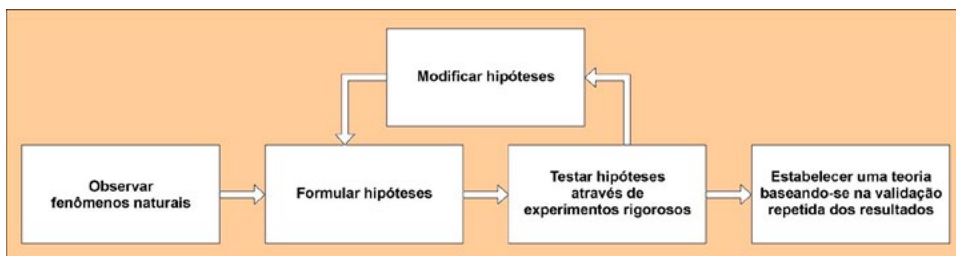 Modificar hipóteses
Observar
fenômenos naturais
Formular hipóteses
Testar hipóteses
através de
experimentos rigorosos
Estabelecer uma teoria
baseando-se na validação
repetida dos resultados